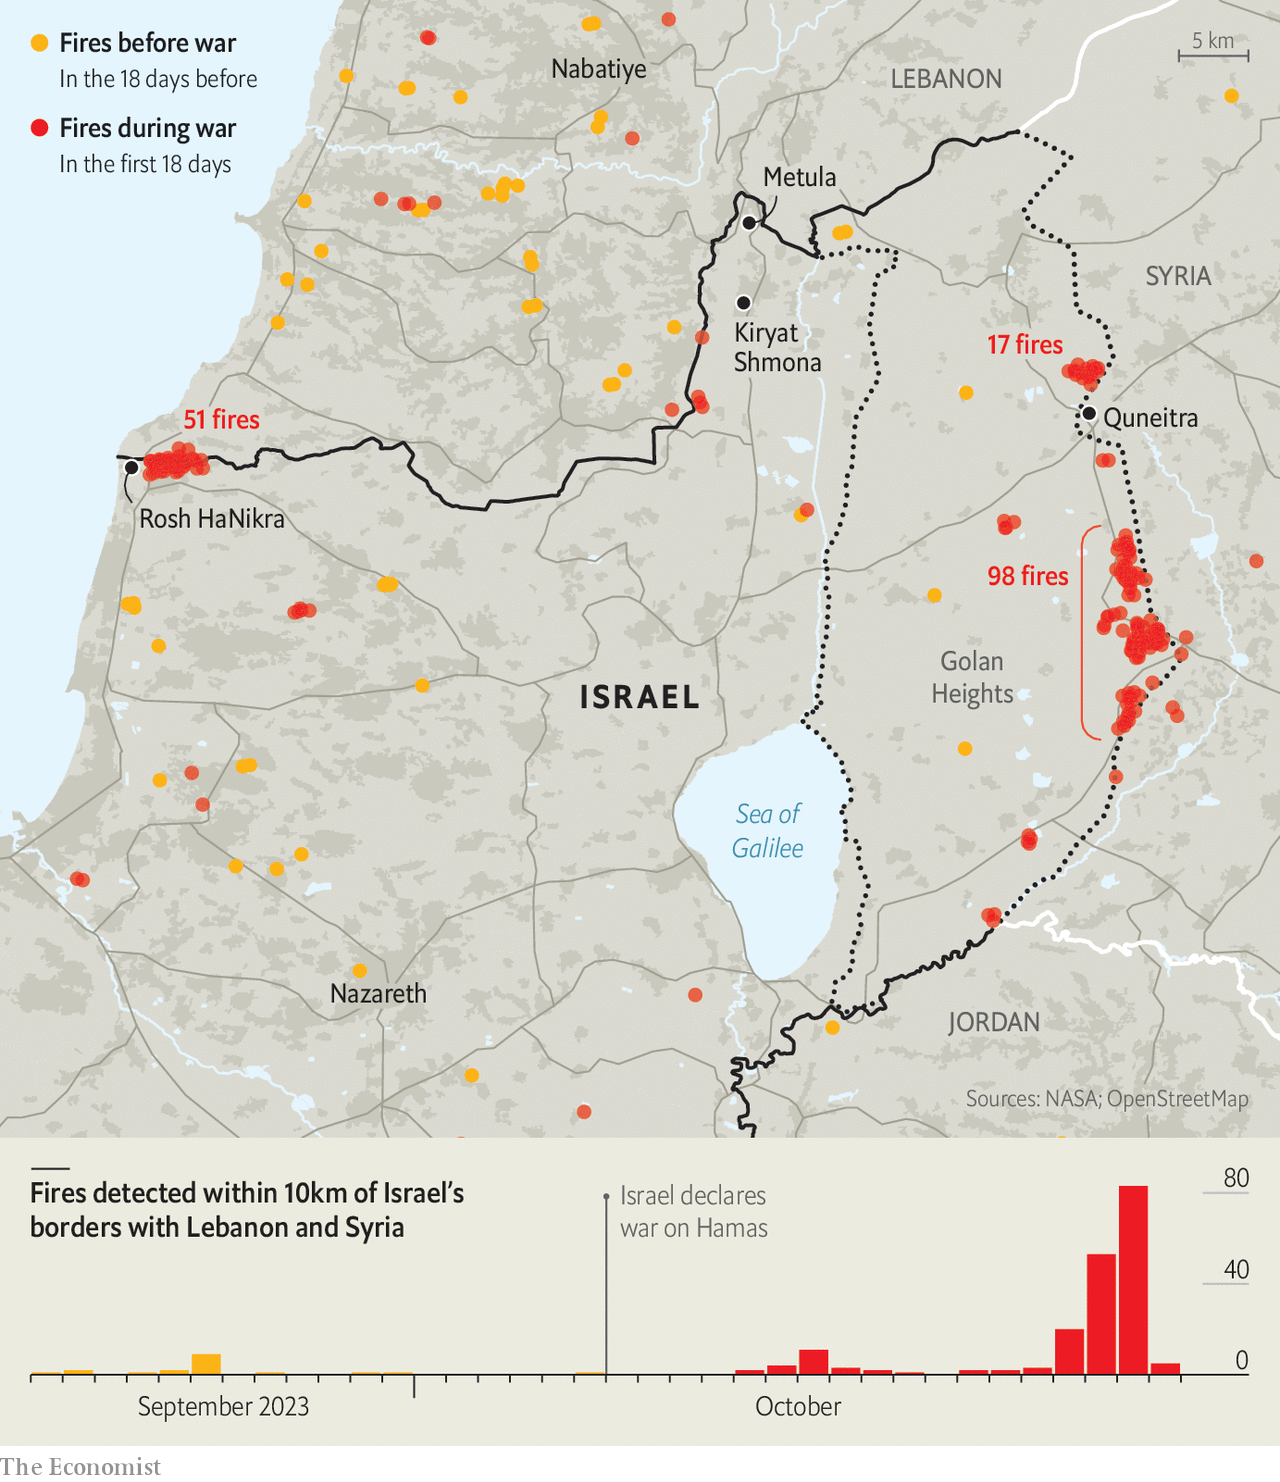 Fires before war
In the 18 days before
Fires during war
In the first 18 days
5 km
Nabatiye
LEBANON
Metula
SYRIA
Kiryat
Shmona
17 fires
Quneitra
51 fires
Rosh HaNikra
98 fires
Golan
Heights
ISRAEL
Sea of
Galilee
Nazareth
JORDAN
Sources: NASA; OpenStreetMap
Fires detected within 10km of Israel’s
borders with Lebanon and Syria
Israel declares
war on Hamas
80
40
0
September 2023
October
The Economist